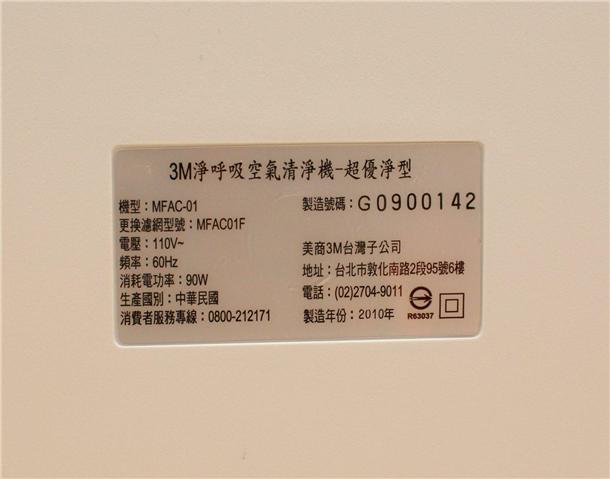 3M淨呼吸空氣清淨機-超優淨型
機型：MFAC-01
更換濾網型號：MFAC01F
電壓：110V~
頻率：60Hz
消耗電功率：90W
生產國別：中華民國
消費者服務專線：0800-212171
製造號碼：G0900142
美商3M台灣子公司
地址：台北市敦化南路2段95號6樓
電話：(02)2704-9011
製造年份：2010年
R63037